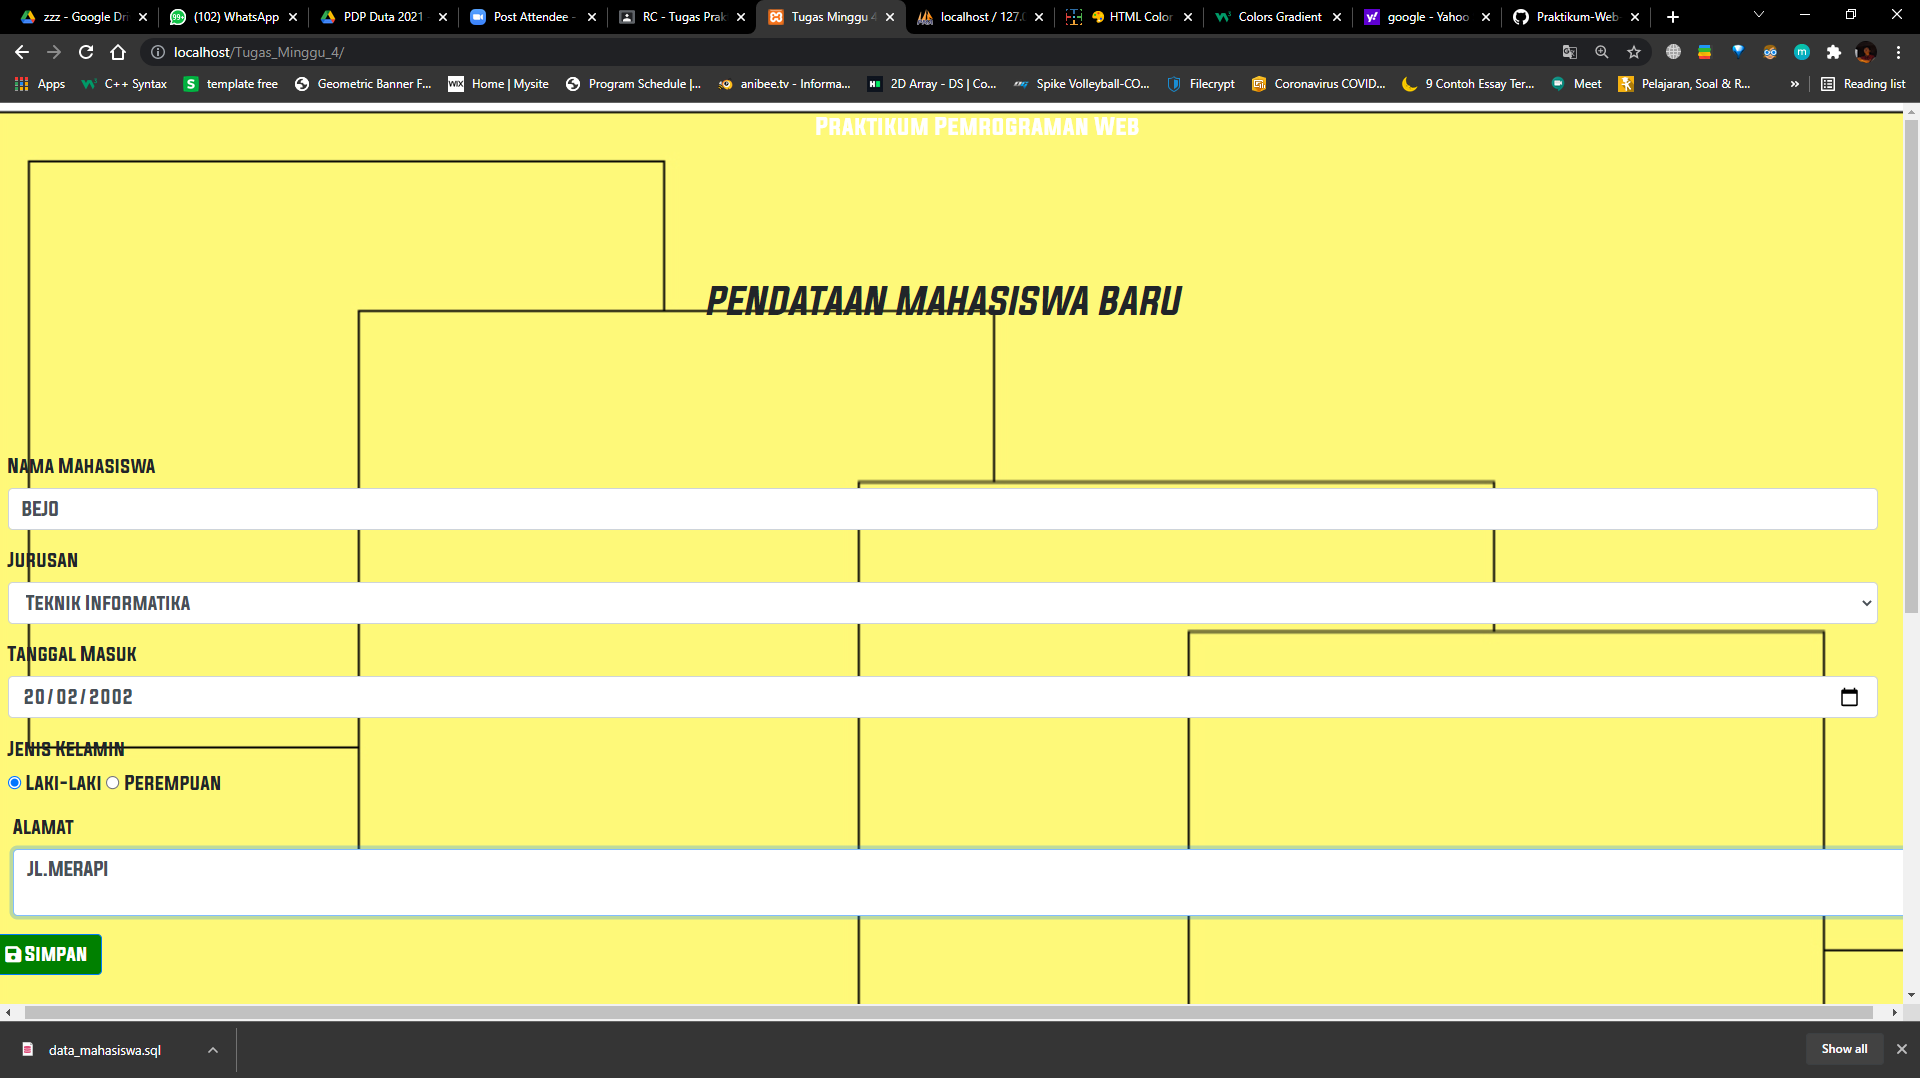 zzz - Google Dri
(102) WhatsApp
PDP Duta 2021
Post Attendee -
RC - Tugas Prak
Tugas Minggu 4
localhost / 127.0
HTML Color
Colors Gradient
google - Yahoo
Praktikum-Web
localhost/Tugas_Minggu_4/
Apps
C++ Syntax
template free
Geometric Banner F...
Home | Mysite
Program Schedule |...
anibee.tv - Informa...
2D Array - DS | Co...
Spike Volleyball-CO...
Filecrypt
Coronavirus COVID...
9 Contoh Essay Ter...
Meet
Pelajaran, Soal & R...
»
Reading list
Praktikum Pemrograman Web
PENDATAAN MAHASISWA BARU
Nama Mahasiswa
BEJO
Jurusan
Teknik Informatika
Tanggal Masuk
20/02/2002
Jenis Kelamin
Laki-laki Perempuan
Alamat
JL.MERAPI
Simpan
data_mahasiswa.sql
Show all